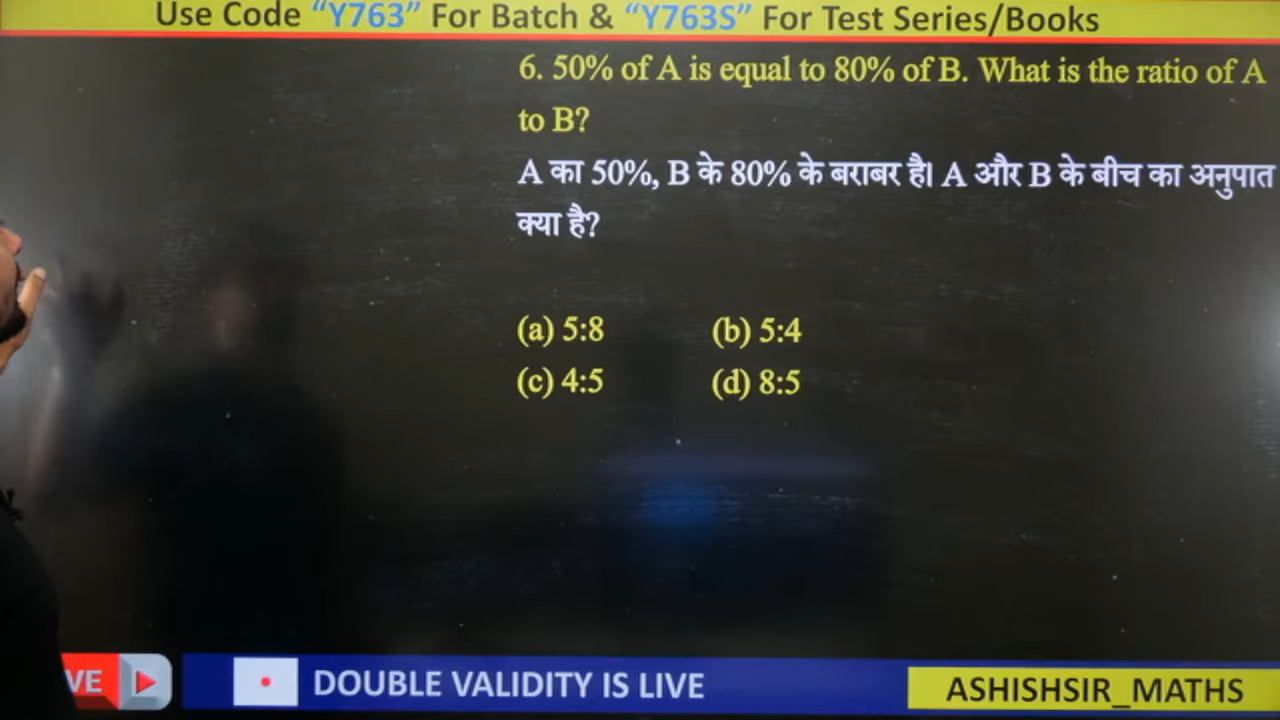 Use Code “Y763” For Batch & “Y763S” For Test Series/Books
6. 50% of A is equal to 80% of B. What is the ratio of A
to B?
A का 50%, B के 80% के बराबर है। A और B के बीच का अनुपात
क्या है?
(a) 5:8 (b) 5:4
(c) 4:5 (d) 8:5
VE DOUBLE VALIDITY IS LIVE ASHISHSIR_MATHS